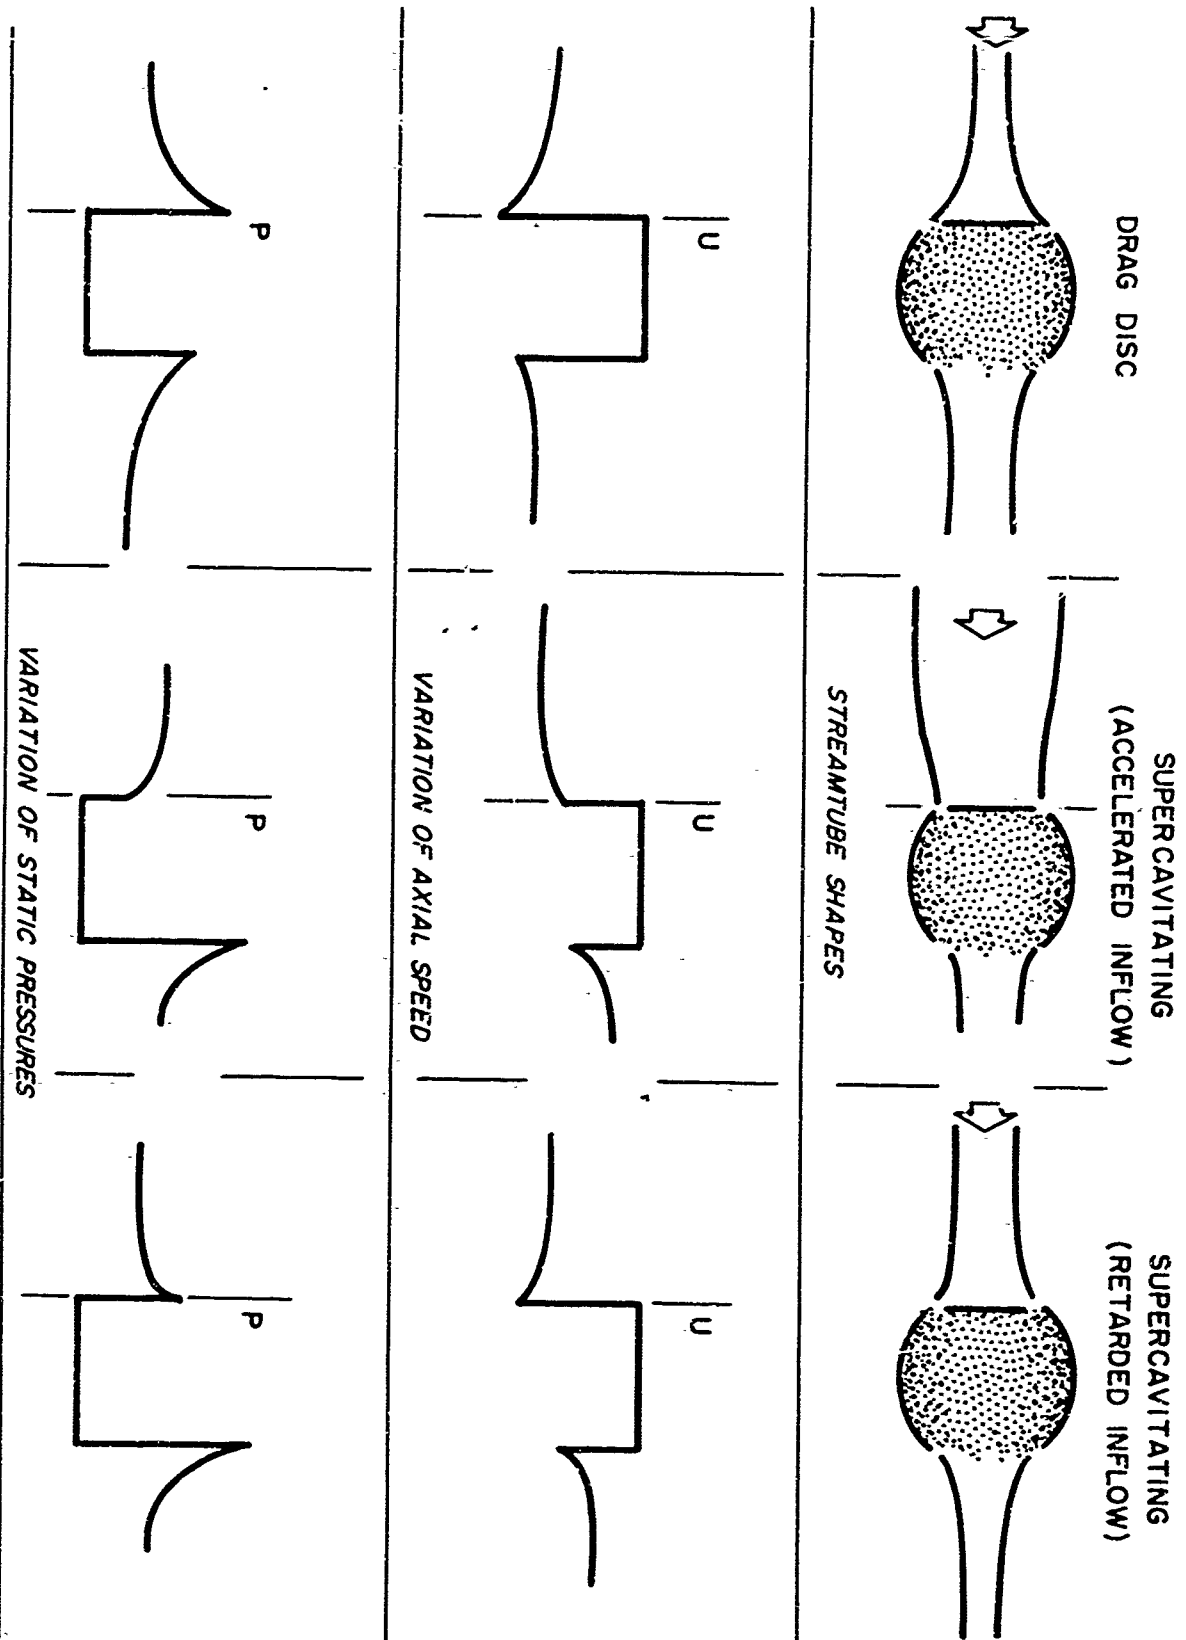 DRAG DISC
SUPERCAVITATING
(ACCELERATED INFLOW)
SUPERCAVITATING
(RETARDED INFLOW)
STREAMTUBE SHAPES
U
U
U
VARIATION OF AXIAL SPEED
P
P
P
VARIATION OF STATIC PRESSURES